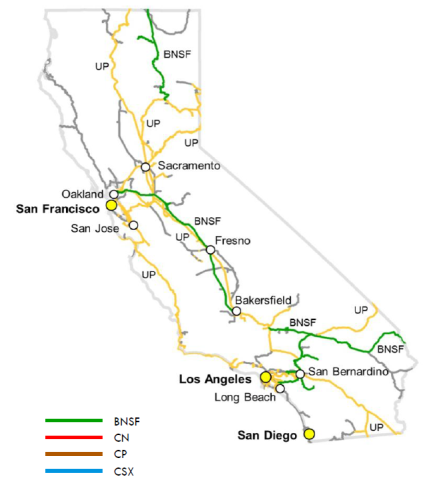 BNSF
UP
UP
UP
Sacramento
Oakland
San Francisco
BNSF
San Jose
UP
Fresno
UP
Bakersfield
UP
BNSF
BNSF
San Bernardino
Los Angeles
Long Beach
UP
San Diego
BNSF
CN
CP
CSX